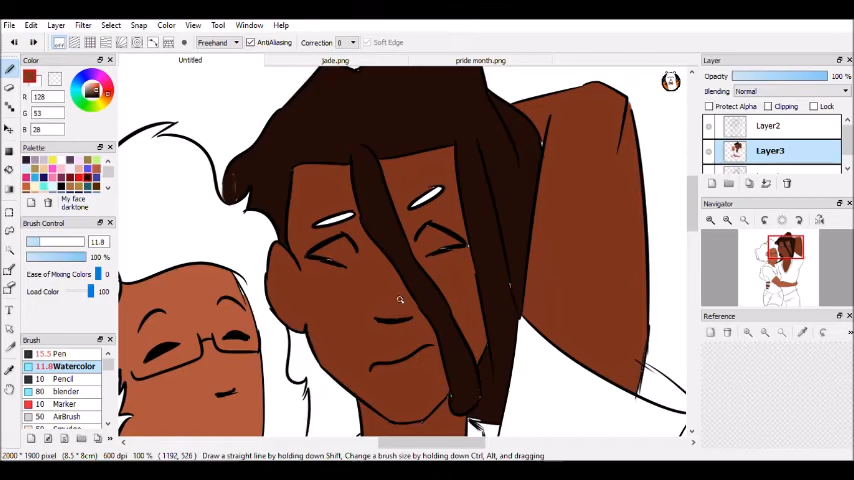 File Edit Layer Filter Snap Color View Tool Window Help
OFF Freehand AntiAliasing Correction 0 Soft Edge
Color
R 128
G 53
B 28
Palette
My face darktone
Brush Control
11.8
100 %
Ease of Mixing Colors 0
Load Color 100
Brush
15.5 Pen
11.8 Watercolor
10 Pencil
80 blender
10 Marker
50 AirBrush
Untitled jade.png pride month.png
Layer
Opacity 100 %
Blending Normal
Protect Alpha Clipping Lock
Layer2
Layer3
Navigator
Reference
2000 * 1900 pixel (8.5 * 8cm) 600 dpi 100 % (1192, 526) Draw a straight line by holding down Shift, Change a brush size by holding down Ctrl, Alt, and dragging